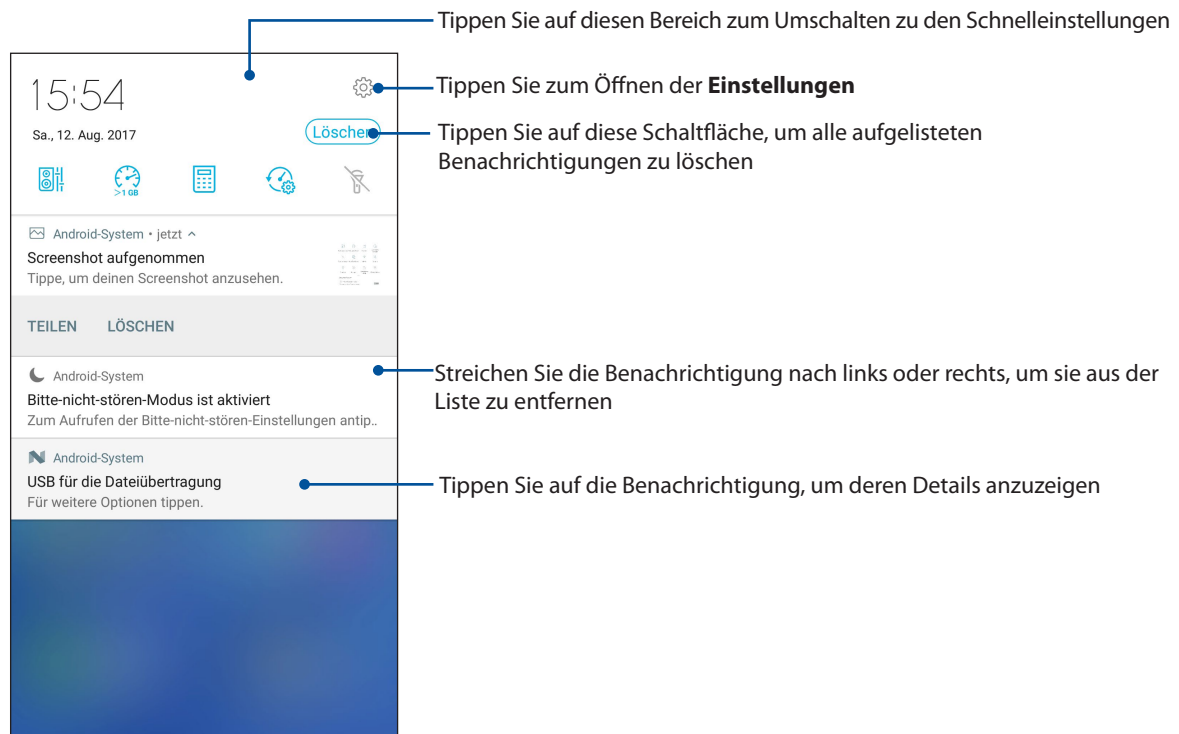 Tippen Sie auf diesen Bereich zum Umschalten zu den Schnelleinstellungen
15:54
Tippen Sie zum Öffnen der Einstellungen
Sa., 12. Aug. 2017
Löschen
Tippen Sie auf diese Schaltfläche, um alle aufgelisteten
Benachrichtigungen zu löschen
>1 GB
Android-System • jetzt
Screenshot aufgenommen
Tippe, um deinen Screenshot anzusehen.
TEILEN LÖSCHEN
Android-System
Bitte-nicht-stören-Modus ist aktiviert
Zum Aufrufen der Bitte-nicht-stören-Einstellungen antip..
Streichen Sie die Benachrichtigung nach links oder rechts, um sie aus der
Liste zu entfernen
Android-System
USB für die Dateiübertragung
Für weitere Optionen tippen.
Tippen Sie auf die Benachrichtigung, um deren Details anzuzeigen